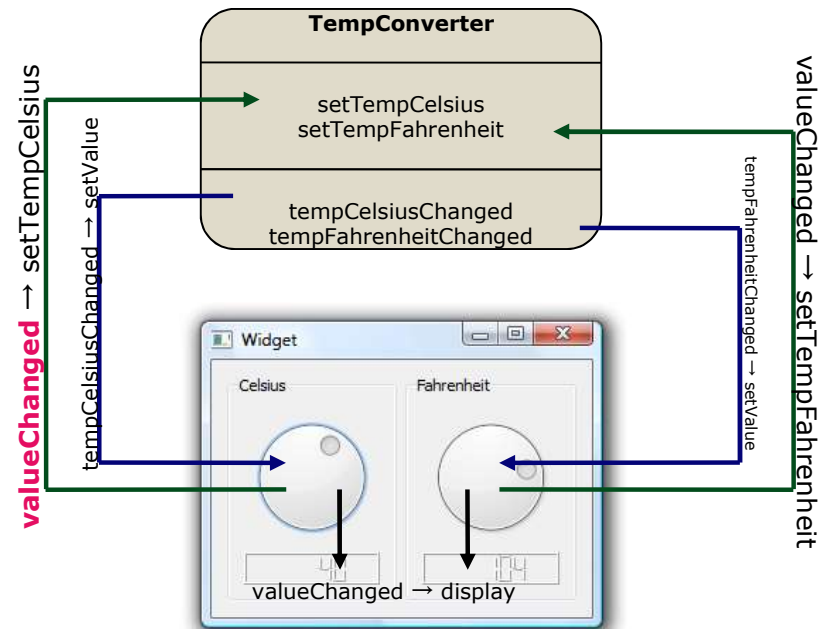 TempConverter
setTempCelsius
setTempFahrenheit
tempCelsiusChanged
tempFahrenheitChanged
valueChanged → setTempCelsius
tempCelsiusChanged → setValue
tempFahrenheitChanged → setValue
valueChanged → setTempFahrenheit
Widget
Celsius
Fahrenheit
40
104
valueChanged → display